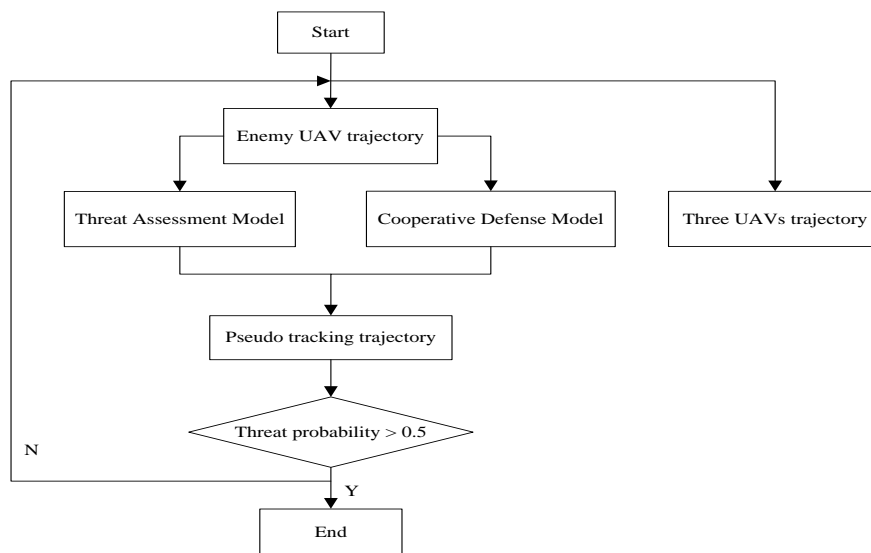 Start
Enemy UAV trajectory
Threat Assessment Model
Cooperative Defense Model
Three UAVs trajectory
Pseudo tracking trajectory
Threat probability > 0.5
N
Y
End